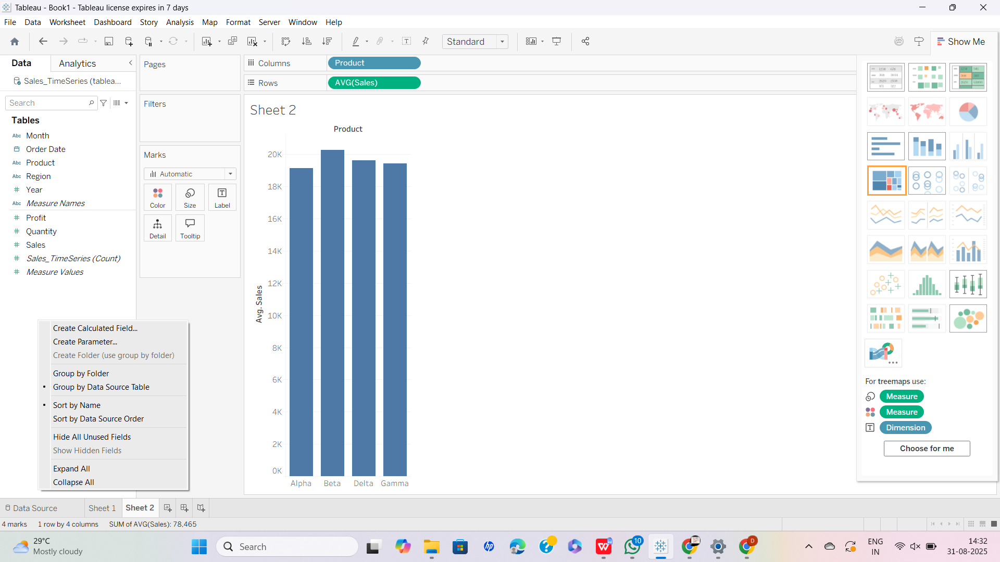 Tableau - Book1 - Tableau license expires in 7 days
File Data Worksheet Dashboard Story Analysis Map Format Server Window Help
Standard
Show Me
Data Analytics
Sales_TimeSeries (tablea...
Search
Tables
Abc Month
Order Date
Abc Product
Abc Region
Year
Abc Measure Names
Profit
Quantity
Sales
Sales_TimeSeries (Count)
Measure Values
Create Calculated Field...
Create Parameter...
Create Folder (use group by folder)
Group by Folder
• Group by Data Source Table
• Sort by Name
Sort by Data Source Order
Hide All Unused Fields
Show Hidden Fields
Expand All
Collapse All
Pages
Filters
Marks
Automatic
Color Size Label
Detail Tooltip
Columns Product
Rows AVG(Sales)
Sheet 2
Product
Avg. Sales
20K
18K
16K
14K
12K
10K
8K
6K
4K
2K
0K
Alpha Beta Delta Gamma
For treemaps use:
Measure
Measure
Dimension
Choose for me
Data Source Sheet 1 Sheet 2
4 marks 1 row by 4 columns SUM of AVG(Sales): 78,465
29°C
Mostly cloudy
Search
10
ENG
IN
14:32
31-08-2025